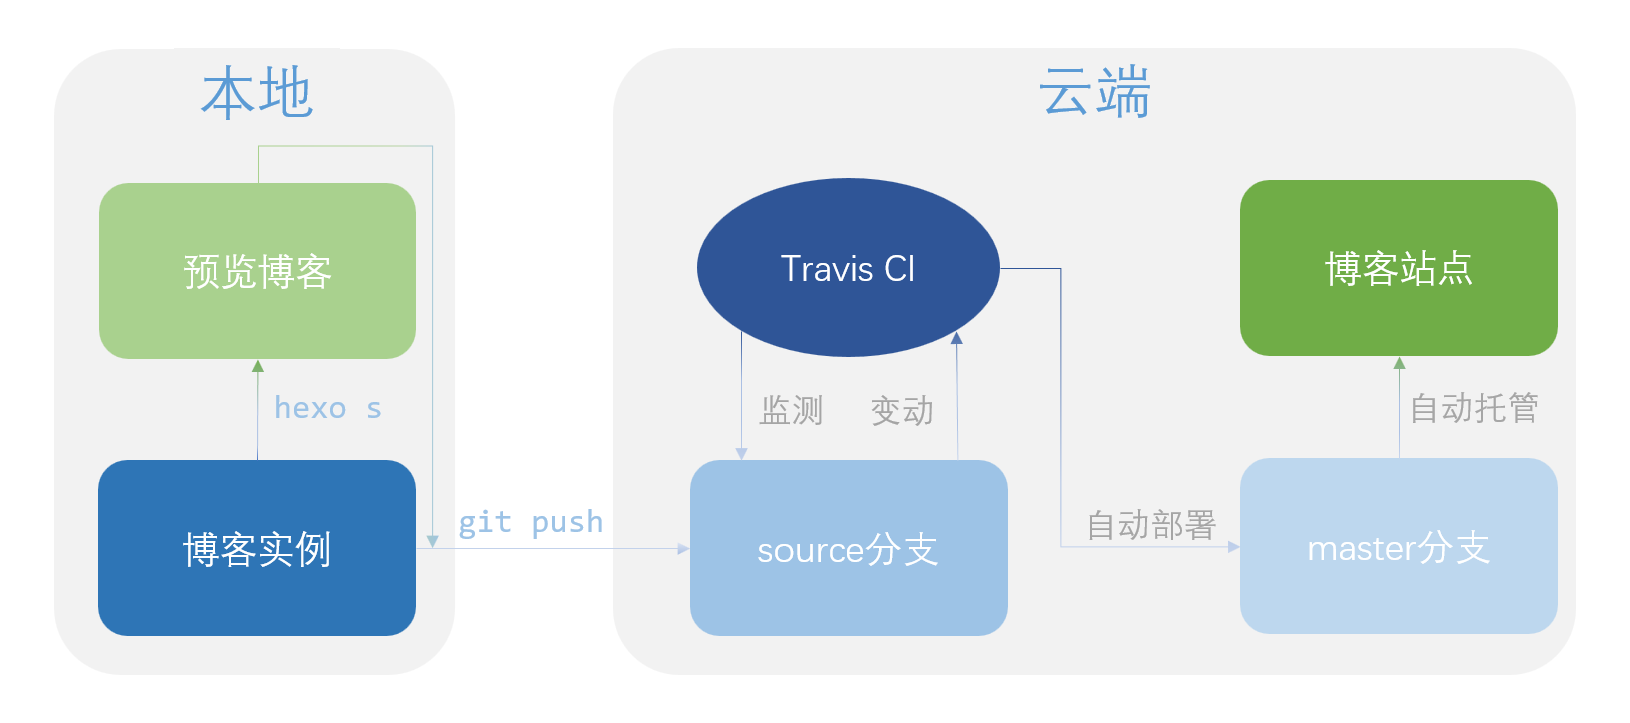 本地
预览博客
hexo s
博客实例
git push
云端
Travis CI
监测
变动
source分支
自动部署
博客站点
自动托管
master分支